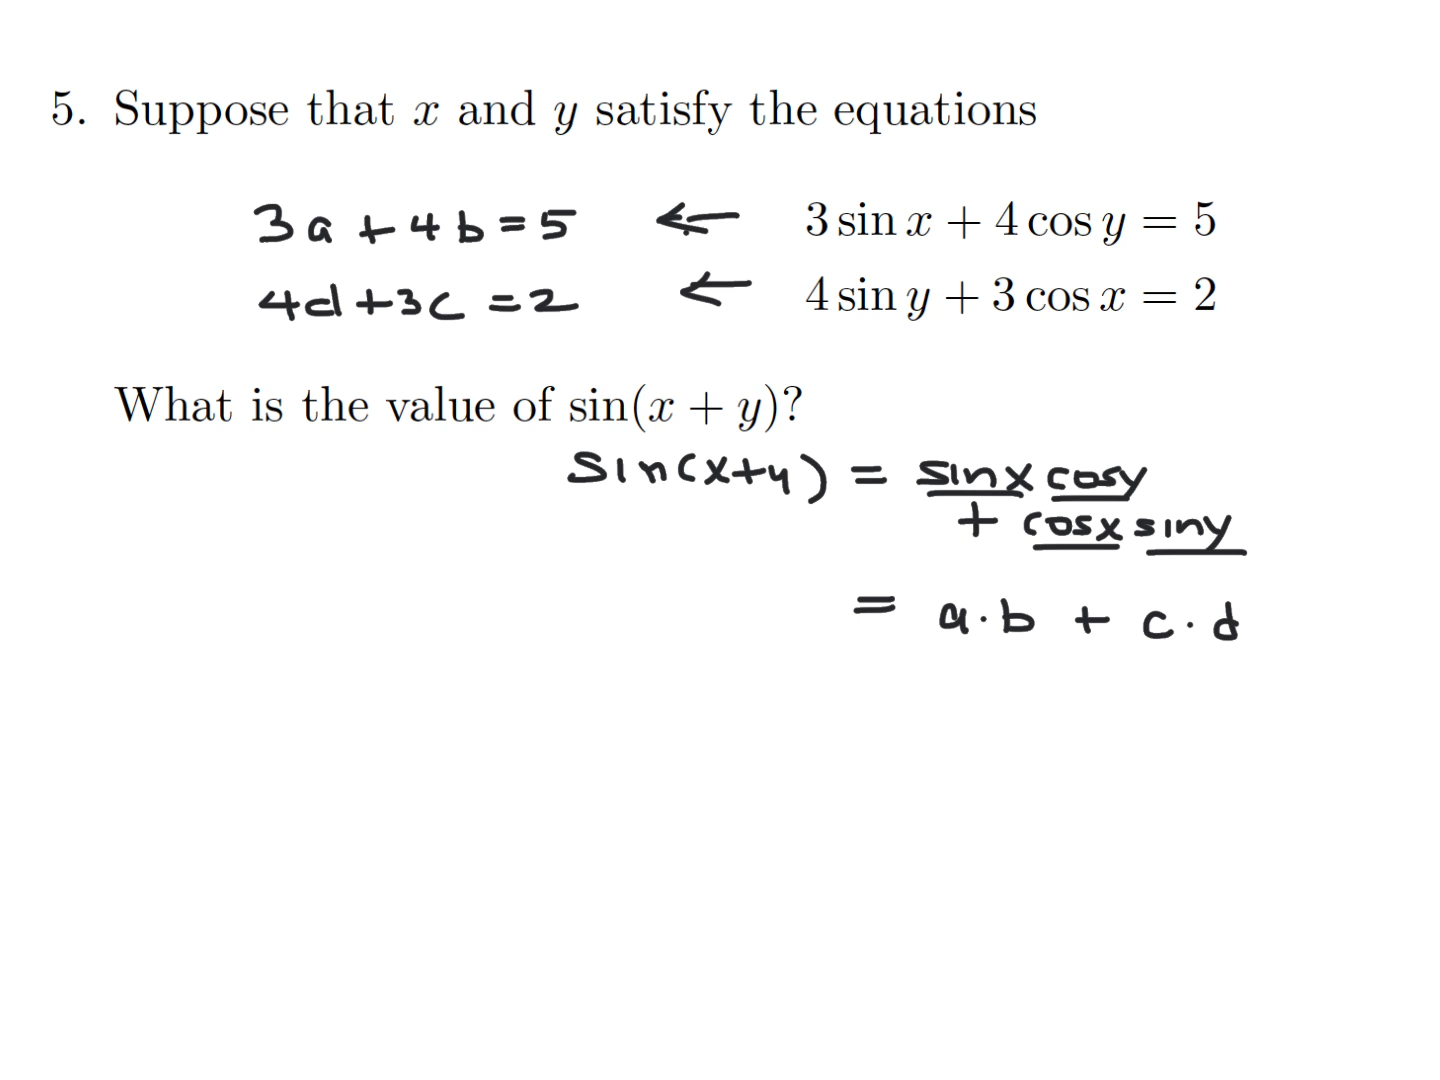 5. Suppose that x and y satisfy the equations
3a + 4b = 5 ← 3 sin x + 4 cos y = 5
4d + 3c = 2 ← 4 sin y + 3 cos x = 2
What is the value of sin(x + y)?
sin(x+y) = sinx cosy
+ cosx siny
= a·b + c·d